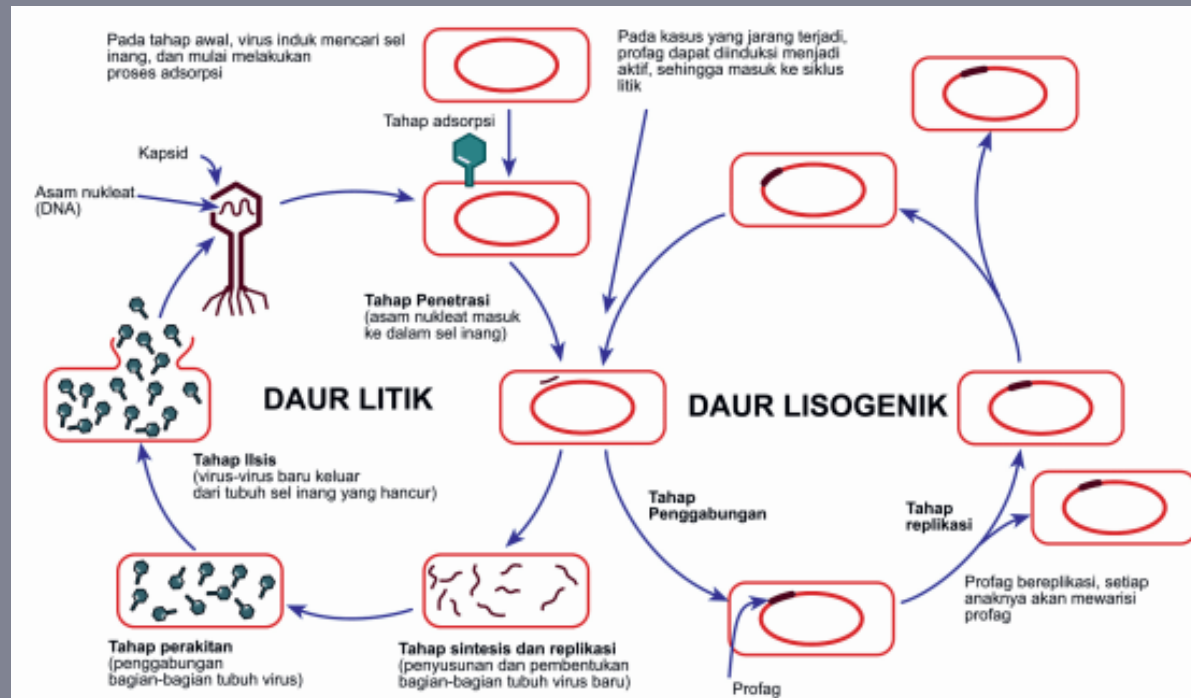 Pada tahap awal, virus induk mencari sel
inang, dan mulai melakukan
proses adsorpsi
Pada kasus yang jarang terjadi,
profag dapat diinduksi menjadi
aktif, sehingga masuk ke siklus
litik
Tahap adsorpsi
Kapsid
Asam nukleat
(DNA)
Tahap Penetrasi
(asam nukleat masuk
ke dalam sel inang)
DAUR LITIK
DAUR LISOGENIK
Tahap lIsis
(virus-virus baru keluar
dari tubuh sel inang yang hancur)
Tahap
Penggabungan
Tahap
replikasi
Profag bereplikasi, setiap
anaknya akan mewarisi
profag
Tahap perakitan
(penggabungan
bagian-bagian tubuh virus)
Tahap sintesis dan replikasi
(penyusunan dan pembentukan
bagian-bagian tubuh virus baru)
Profag